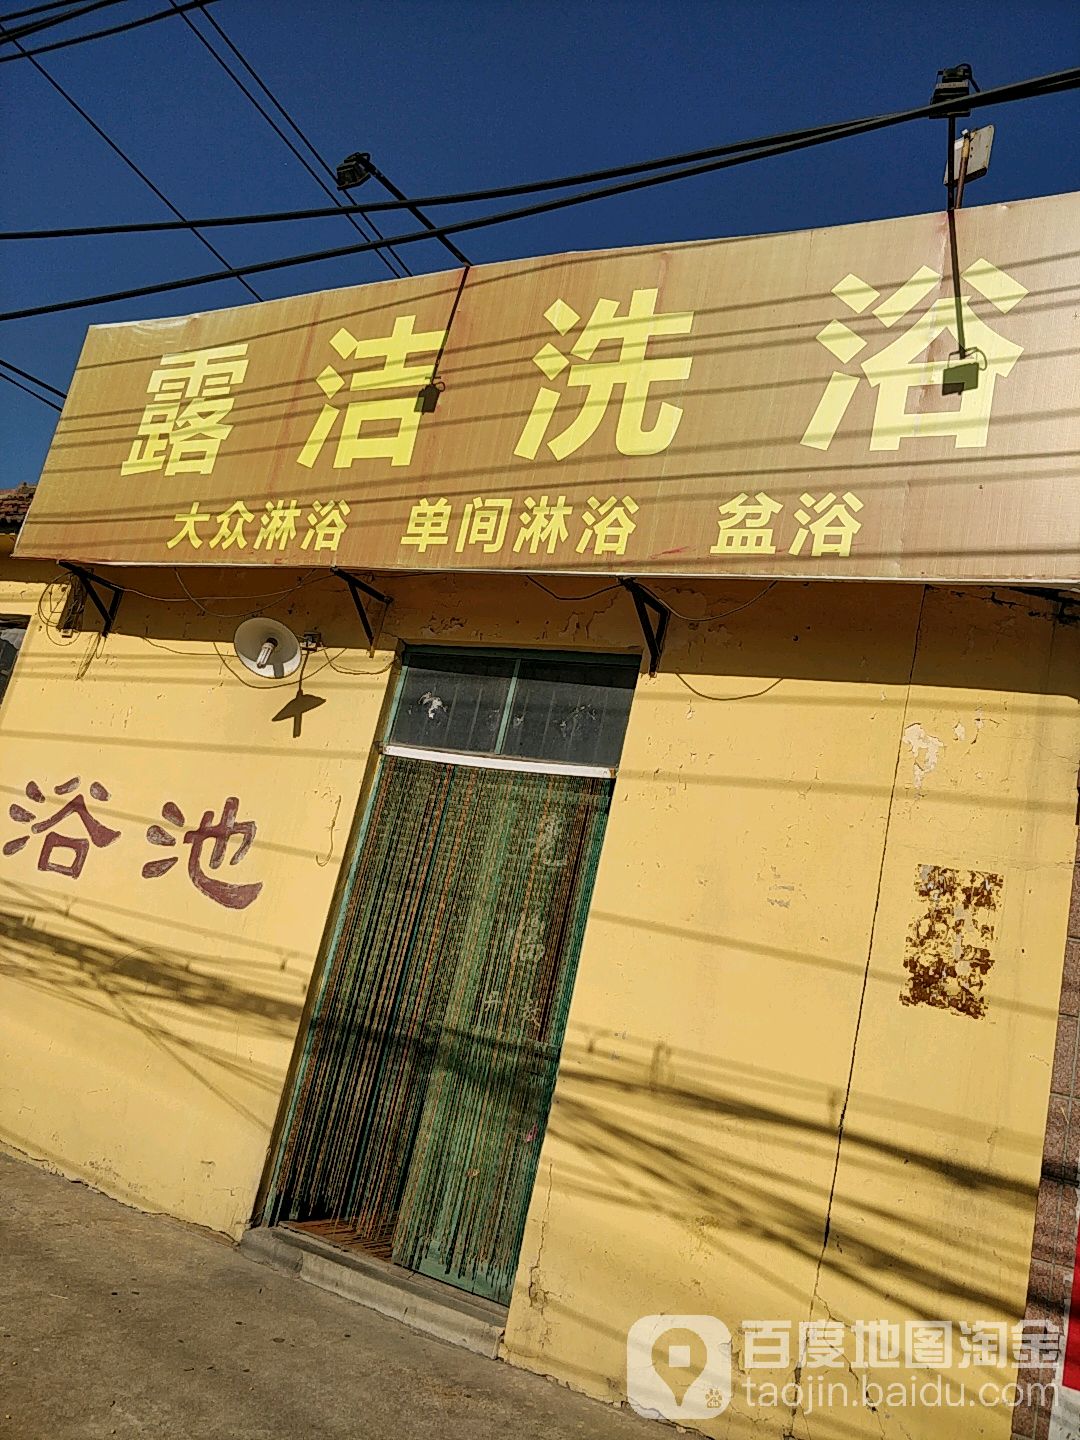 露洁洗浴
大众淋浴 单间淋浴 盆浴
浴池
百度地图淘金
taojin.baidu.com